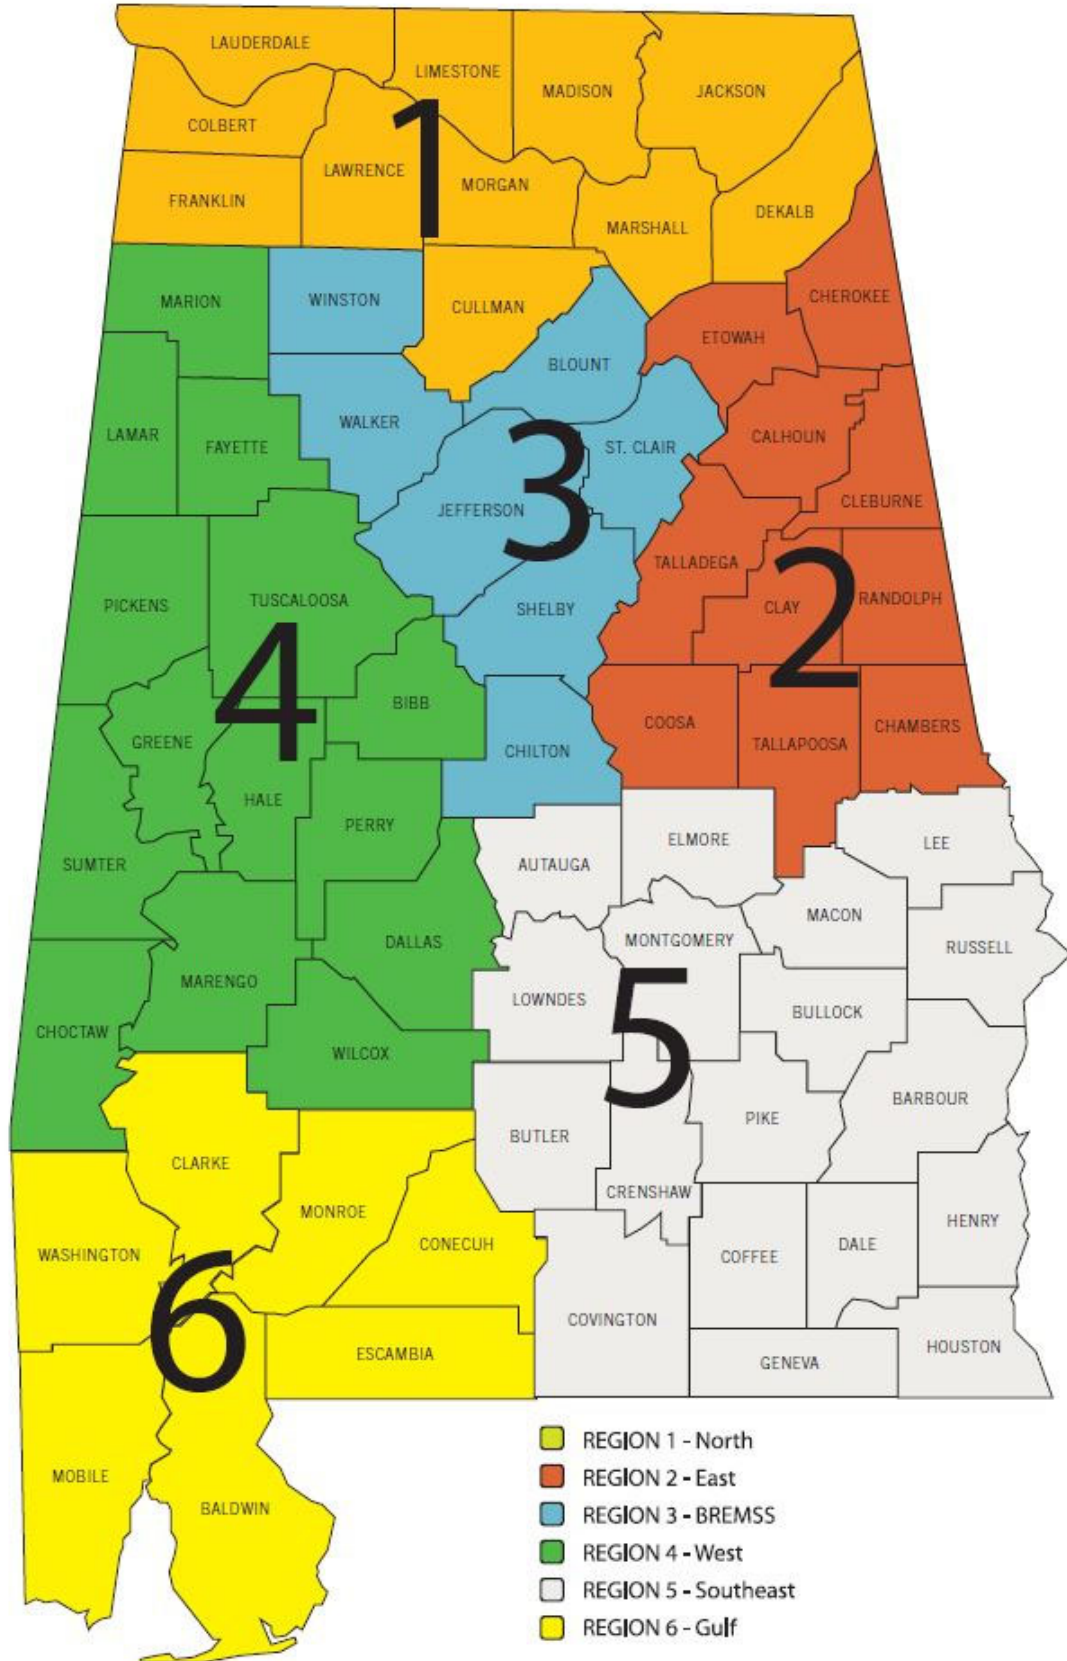 LAUDERDALE
LIMESTONE
MADISON
JACKSON
COLBERT
1
LAWRENCE
MORGAN
FRANKLIN
MARSHALL
DEKALB
MARION
WINSTON
CULLMAN
CHEROKEE
ETOWAH
BLOUNT
LAMAR
FAYETTE
WALKER
ST. CLAIR
CALHOUN
3
JEFFERSON
CLEBURNE
TALLADEGA
PICKENS
TUSCALOOSA
SHELBY
CLAY
RANDOLPH
2
4
BIBB
GREENE
CHILTON
COOSA
TALLAPOOSA
CHAMBERS
HALE
PERRY
SUMTER
AUTAUGA
ELMORE
LEE
MACON
DALLAS
MONTGOMERY
RUSSELL
MARENGO
LOWNDES
5
BULLOCK
CHOCTAW
WILCOX
BARBOUR
BUTLER
PIKE
CLARKE
CRENSHAW
MONROE
HENRY
WASHINGTON
CONECUH
COFFEE
DALE
6
COVINGTON
ESCAMBIA
GENEVA
HOUSTON
MOBILE
BALDWIN
REGION 1 - North
REGION 2 - East
REGION 3 - BREMSS
REGION 4 - West
REGION 5 - Southeast
REGION 6 - Gulf